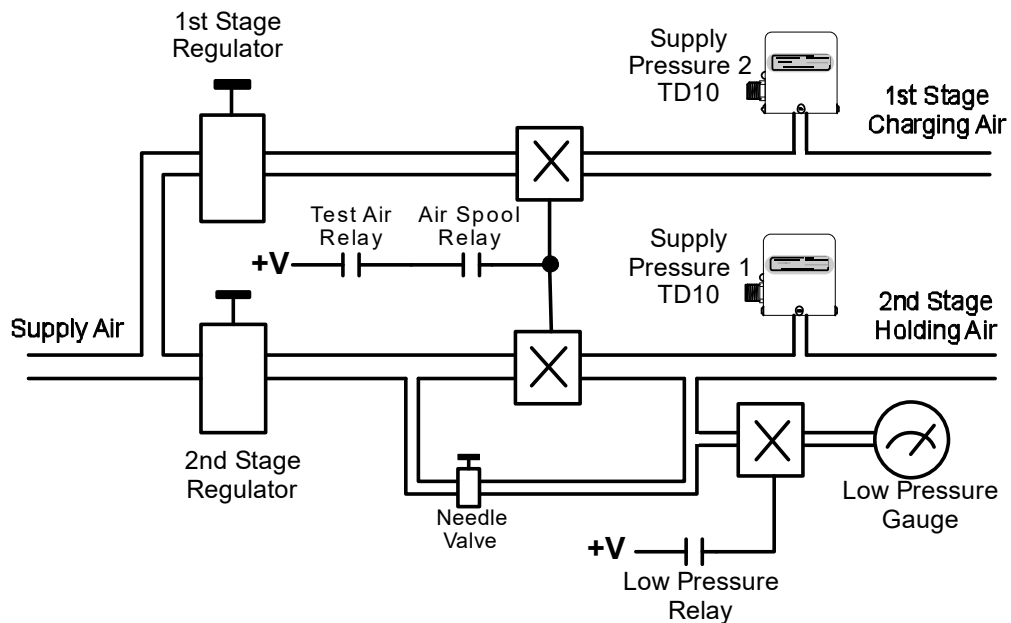 1st Stage
Regulator
Supply
Pressure 2
TD10
1st Stage
Charging Air
Test Air
Relay
Air Spool
Relay
+V
Supply
Pressure 1
TD10
Supply Air
2nd Stage
Holding Air
2nd Stage
Regulator
Needle
Valve
Low Pressure
Gauge
+V
Low Pressure
Relay